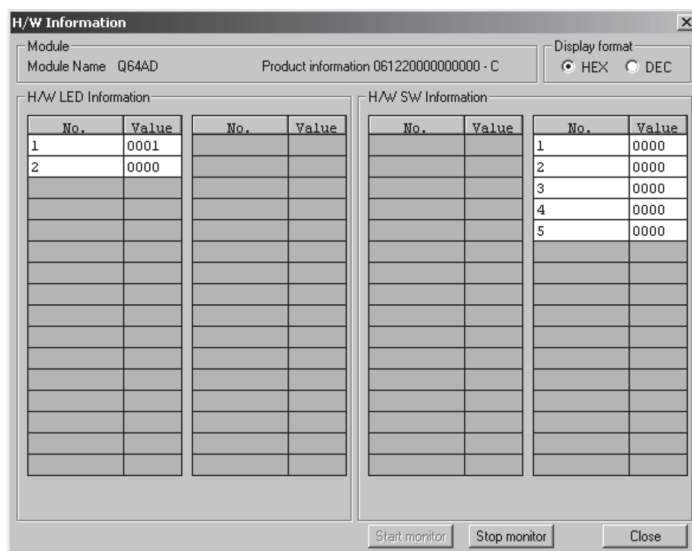 H/W Information
Module
Module Name Q64AD Product information 061220000000000 - C
Display format
HEX DEC
H/W LED Information
No. Value No. Value
1 0001
2 0000
H/W SW Information
No. Value No. Value
1 0000
2 0000
3 0000
4 0000
5 0000
Start monitor Stop monitor Close